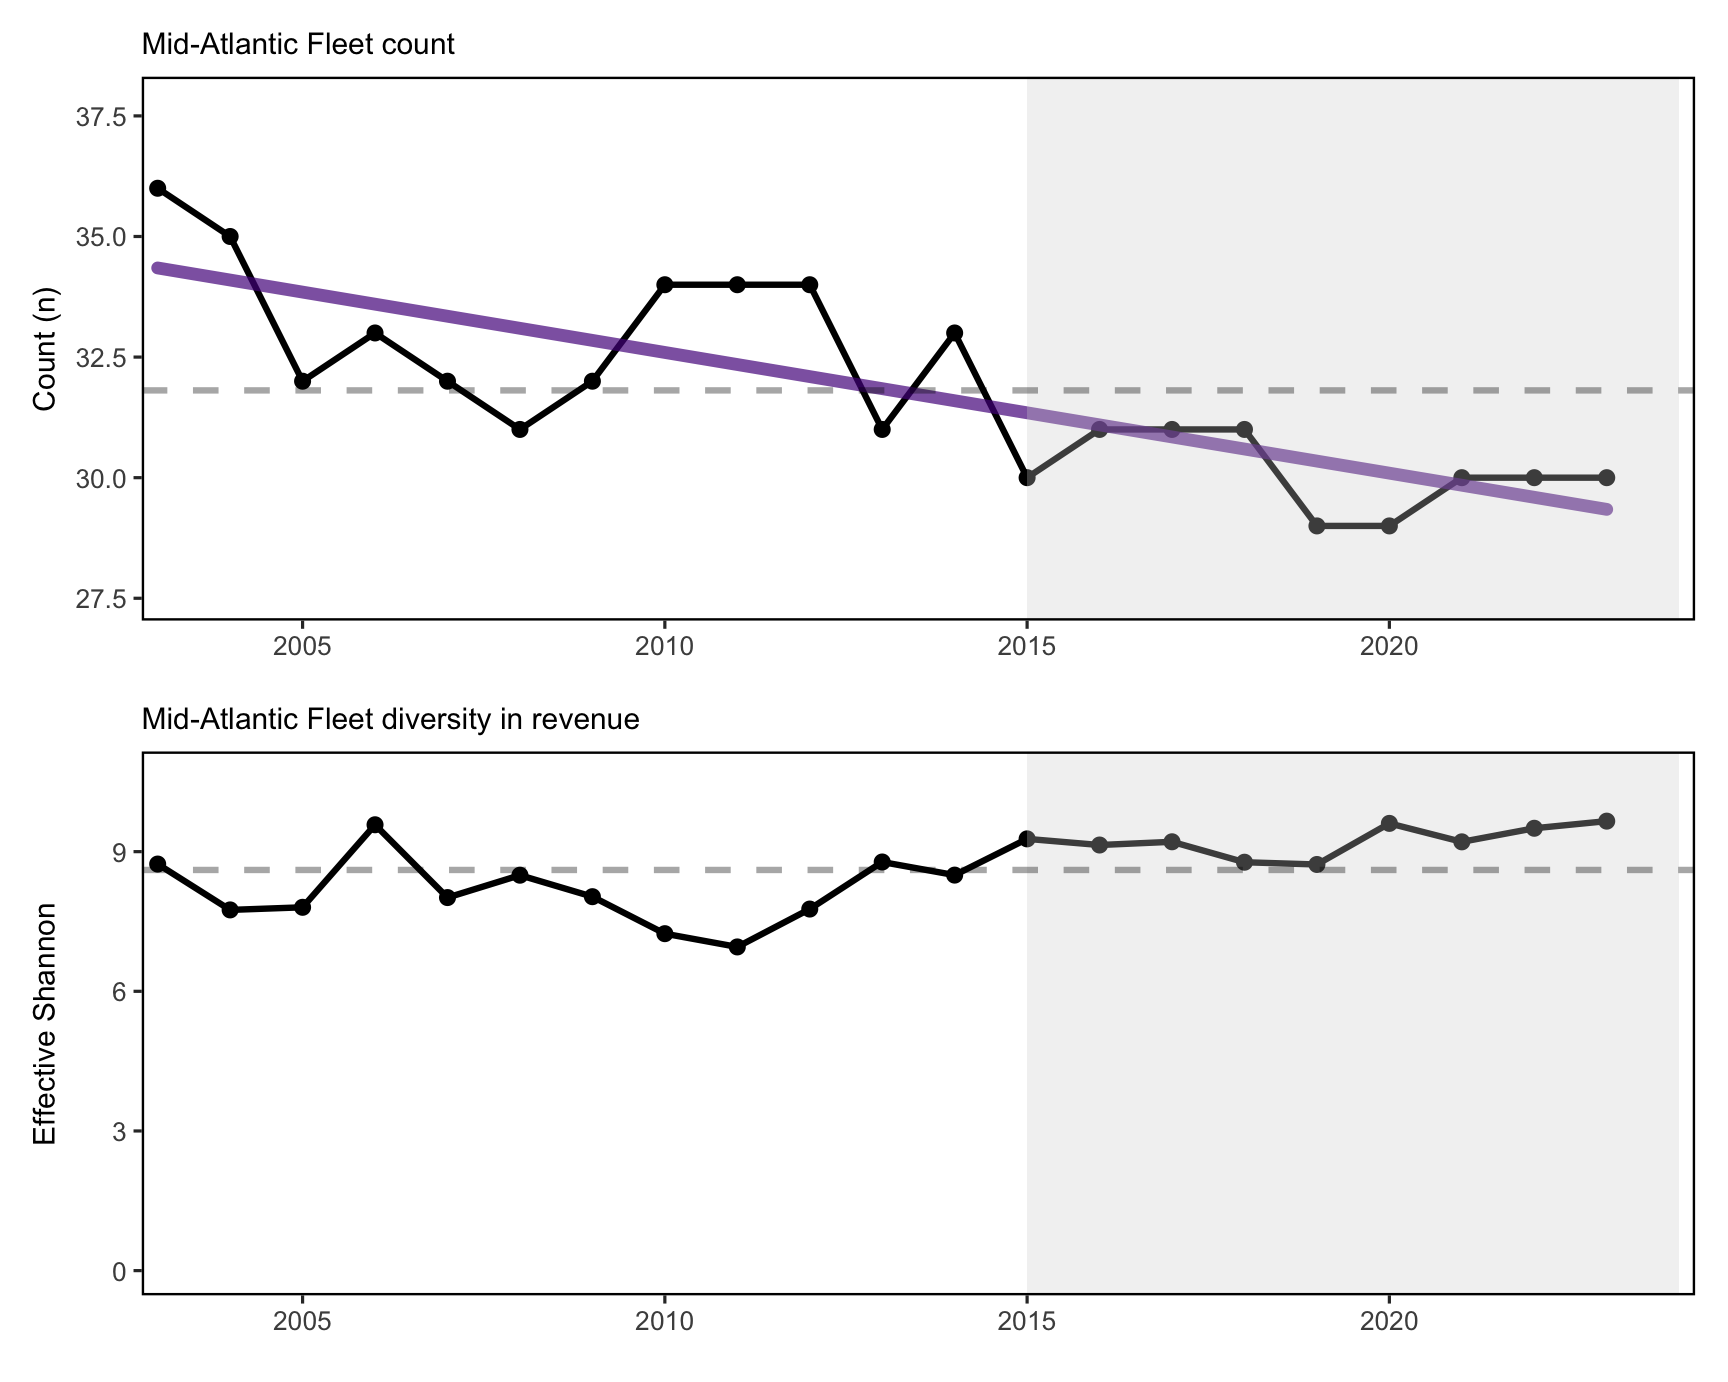 Mid-Atlantic Fleet count
Count (n)
37.5
35.0
32.5
30.0
27.5
2005 2010 2015 2020
Mid-Atlantic Fleet diversity in revenue
Effective Shannon
9
6
3
0
2005 2010 2015 2020